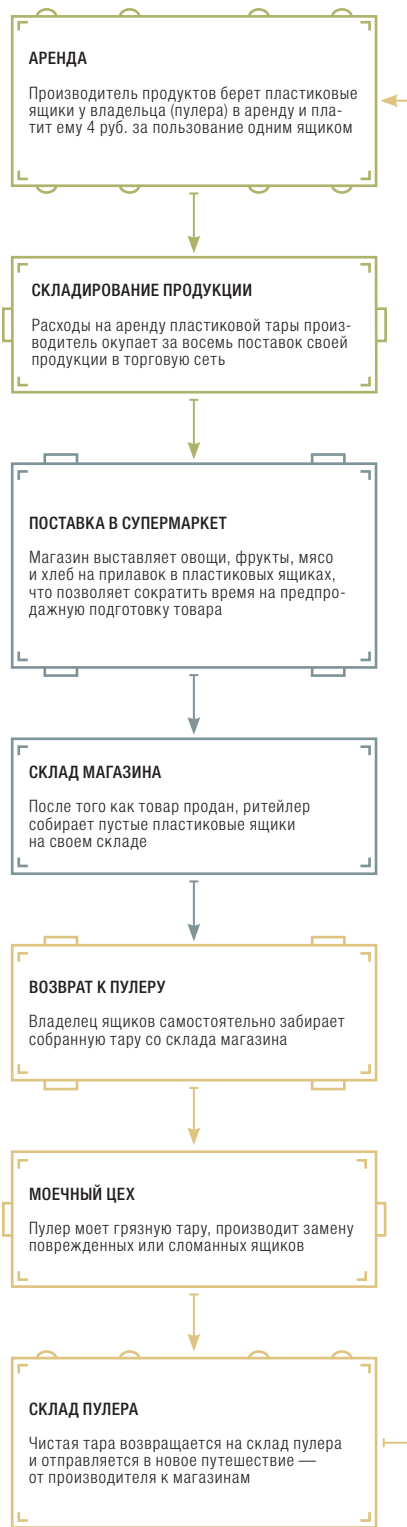 АРЕНДА
Производитель продуктов берет пластиковые
ящики у владельца (пулера) в аренду и пла-
тит ему 4 руб. за пользование одним ящиком
СКЛАДИРОВАНИЕ ПРОДУКЦИИ
Расходы на аренду пластиковой тары произ-
водитель окупает за восемь поставок своей
продукции в торговую сеть
ПОСТАВКА В СУПЕРМАРКЕТ
Магазин выставляет овощи, фрукты, мясо
и хлеб на прилавок в пластиковых ящиках,
что позволяет сократить время на предпро-
дажную подготовку товара
СКЛАД МАГАЗИНА
После того как товар продан, ритейлер
собирает пустые пластиковые ящики
на своем складе
ВОЗВРАТ К ПУЛЕРУ
Владелец ящиков самостоятельно забирает
собранную тару со склада магазина
МОЕЧНЫЙ ЦЕХ
Пулер моет грязную тару, производит замену
поврежденных или сломанных ящиков
СКЛАД ПУЛЕРА
Чистая тара возвращается на склад пулера
и отправляется в новое путешествие —
от производителя к магазинам